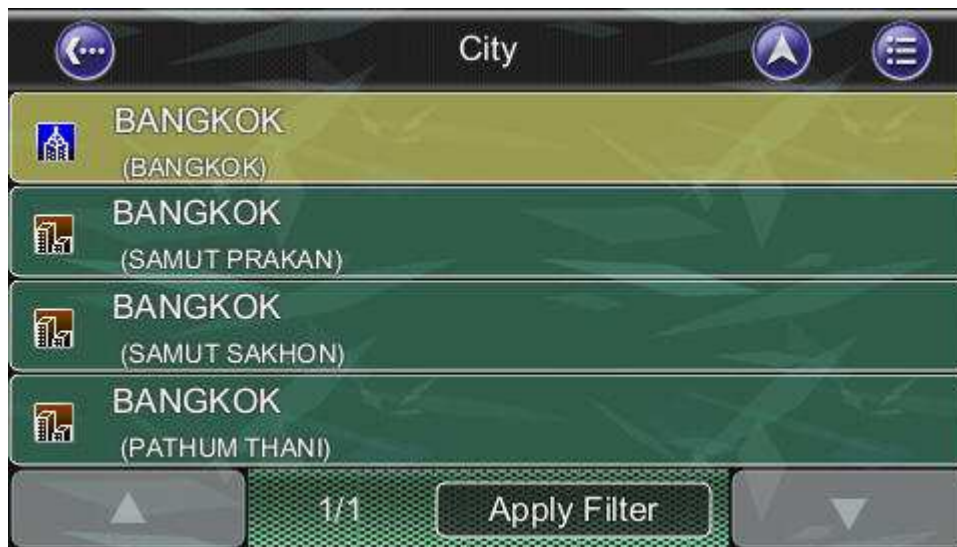 City
BANGKOK
(BANGKOK)
BANGKOK
(SAMUT PRAKAN)
BANGKOK
(SAMUT SAKHON)
BANGKOK
(PATHUM THANI)
1/1
Apply Filter